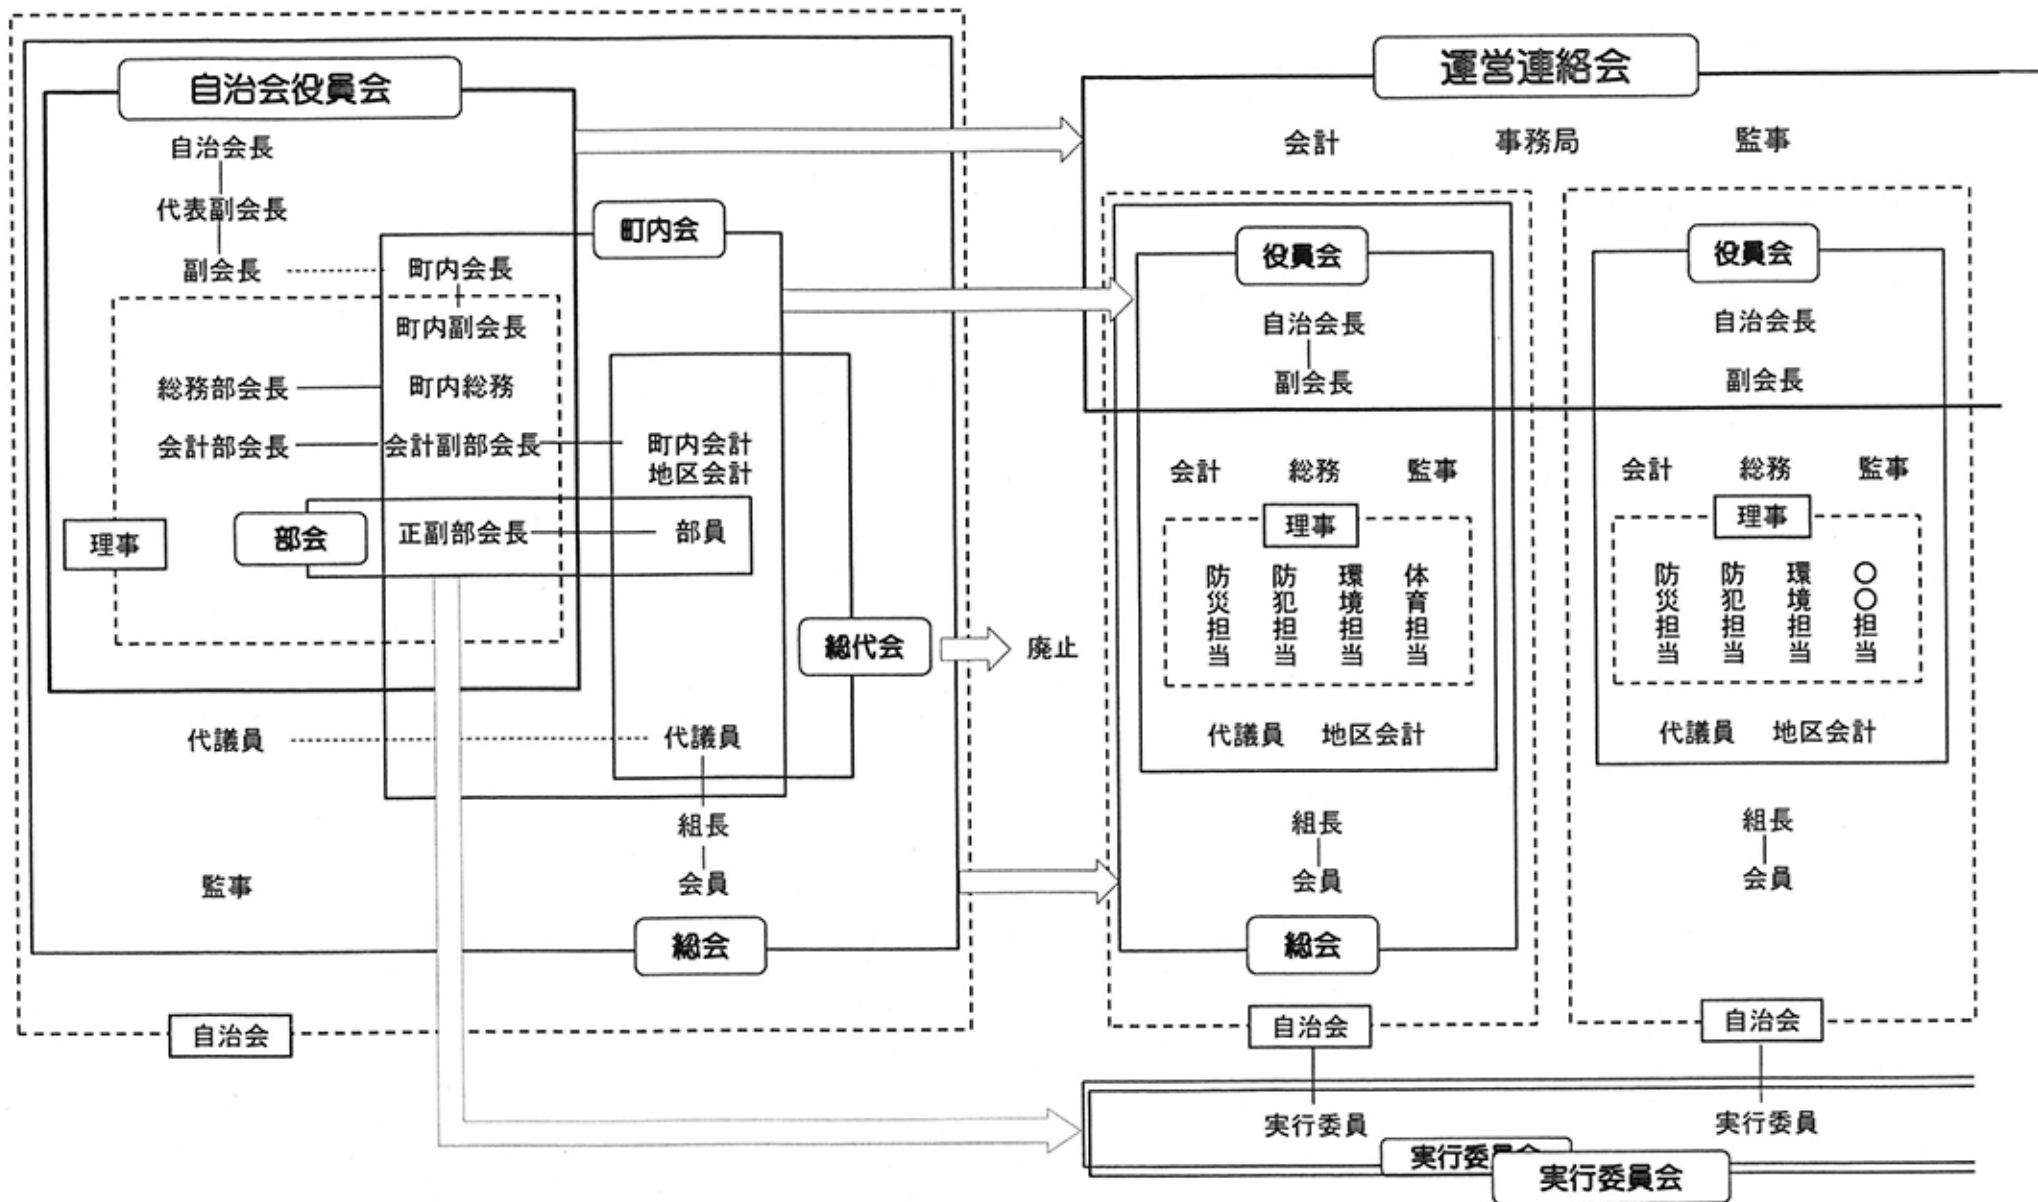 自治会役員会
自治会長
代表副会長
副会長
町内会
町内会長
町内副会長
総務部会長
町内総務
会計部会長
会計副部会長
町内会計
地区会計
理事
部会
正副部会長
部員
総代会
廃止
代議員
代議員
組長
監事
会員
総会
自治会
運営連絡会
会計
事務局
監事
役員会
自治会長
副会長
会計
総務
監事
理事
防災担当
防犯担当
環境担当
体育担当
代議員
地区会計
組長
会員
総会
自治会
実行委員
役員会
自治会長
副会長
会計
総務
監事
理事
防災担当
防犯担当
環境担当
〇〇担当
代議員
地区会計
組長
会員
自治会
実行委員
実行委員会
実行委員会